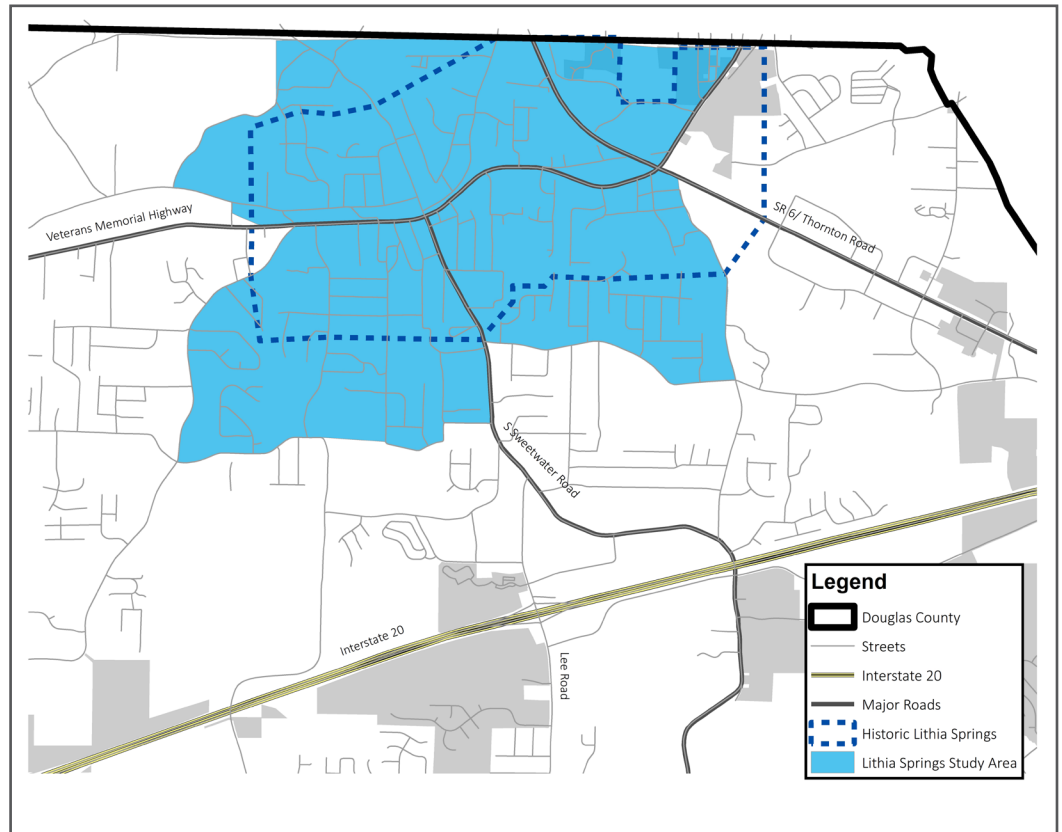 Veterans Memorial Highway
SR 6/ Thornton Road
S Sweetwater Road
Interstate 20
Lee Road
Legend
Douglas County
Streets
Interstate 20
Major Roads
Historic Lithia Springs
Lithia Springs Study Area